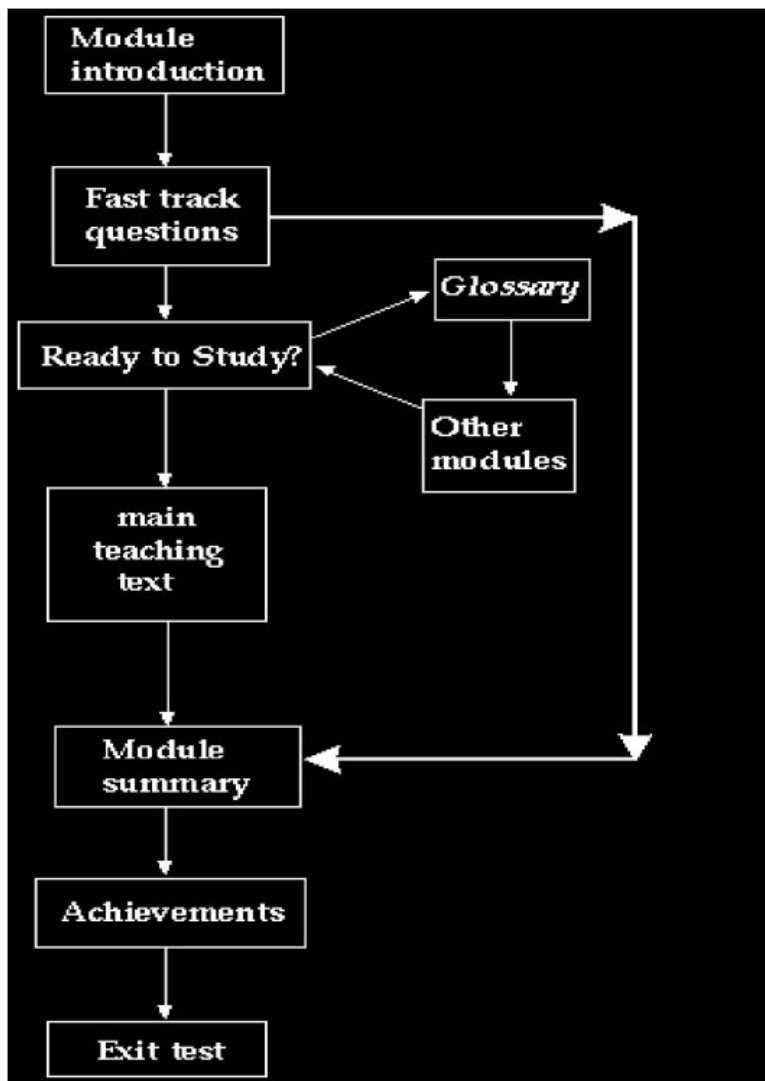 Module
introduction
Fast track
questions
Glossary
Ready to Study?
Other
modules
main
teaching
text
Module
summary
Achievements
Exit test